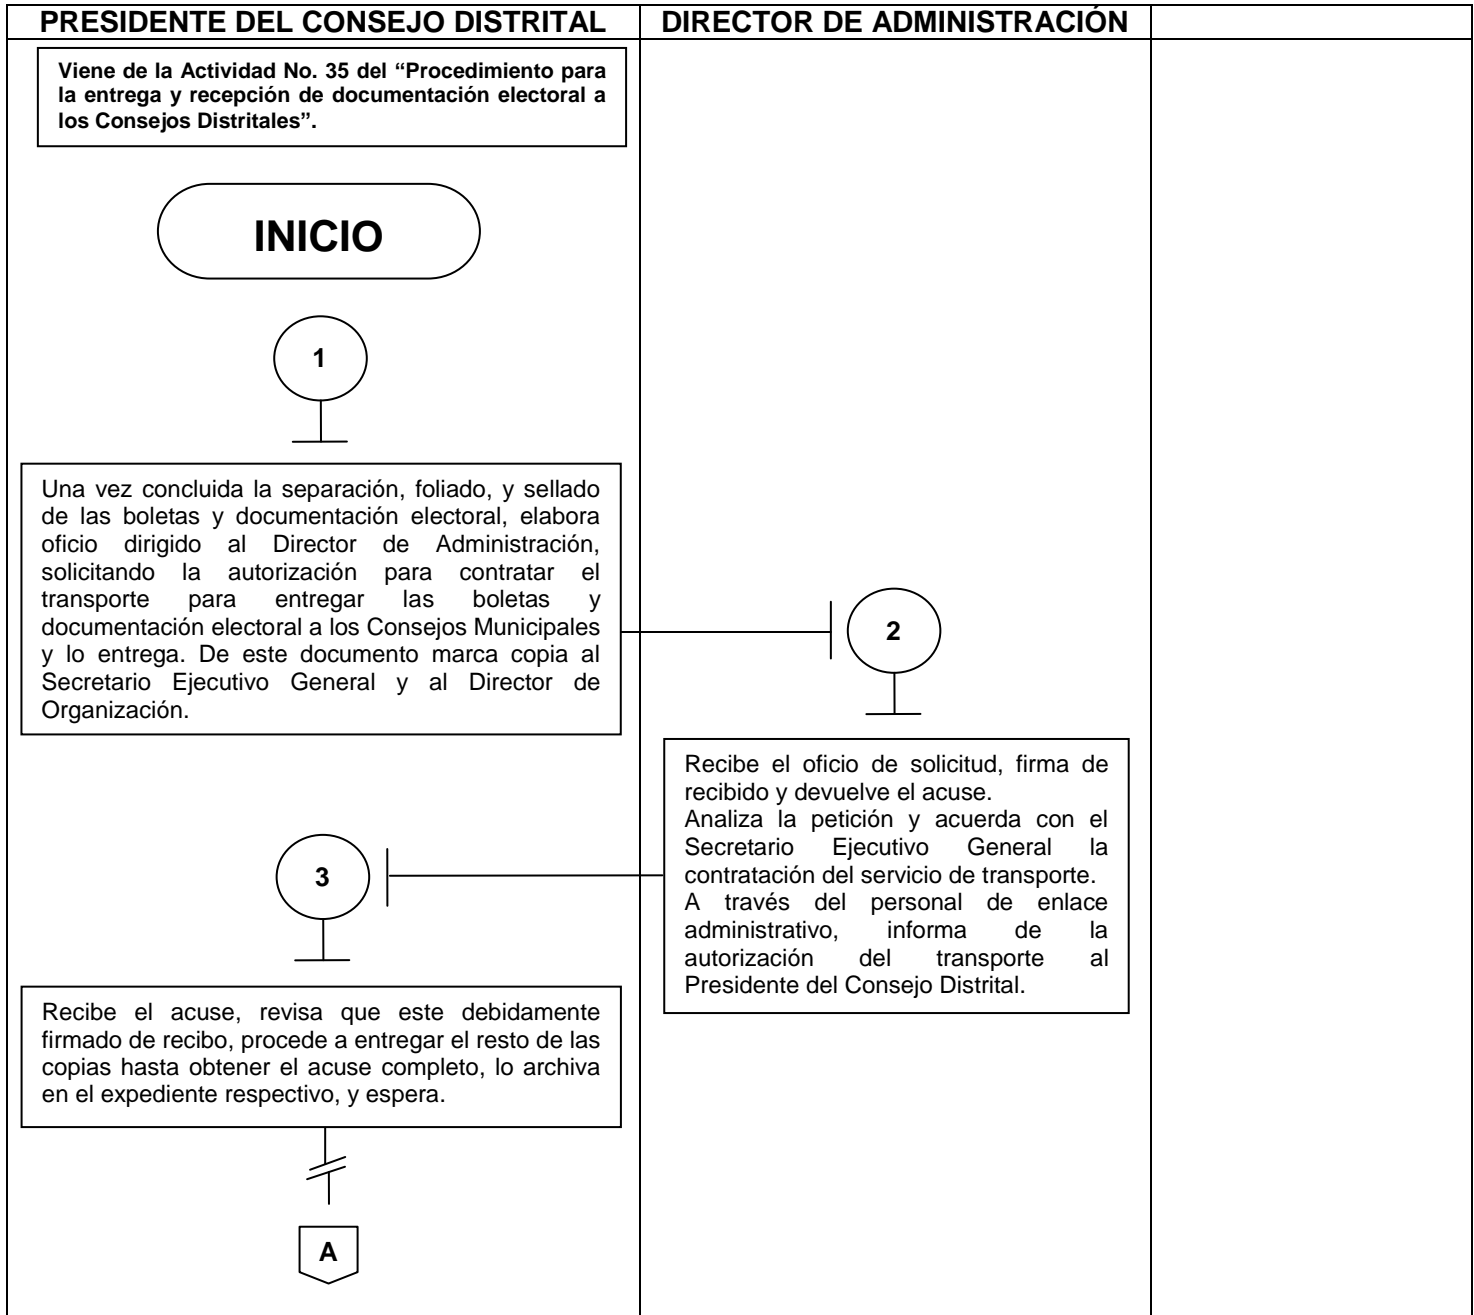 PRESIDENTE DEL CONSEJO DISTRITAL
DIRECTOR DE ADMINISTRACIÓN
Viene de la Actividad No. 35 del “Procedimiento para
la entrega y recepción de documentación electoral a
los Consejos Distritales”.
INICIO
1
Una vez concluida la separación, foliado, y sellado
de las boletas y documentación electoral, elabora
oficio dirigido al Director de Administración,
solicitando la autorización para contratar el
transporte para entregar las boletas y
documentación electoral a los Consejos Municipales
y lo entrega. De este documento marca copia al
Secretario Ejecutivo General y al Director de
Organización.
2
Recibe el oficio de solicitud, firma de
recibido y devuelve el acuse.
Analiza la petición y acuerda con el
Secretario Ejecutivo General la
contratación del servicio de transporte.
A través del personal de enlace
administrativo, informa de la
autorización del transporte al
Presidente del Consejo Distrital.
3
Recibe el acuse, revisa que este debidamente
firmado de recibo, procede a entregar el resto de las
copias hasta obtener el acuse completo, lo archiva
en el expediente respectivo, y espera.
A